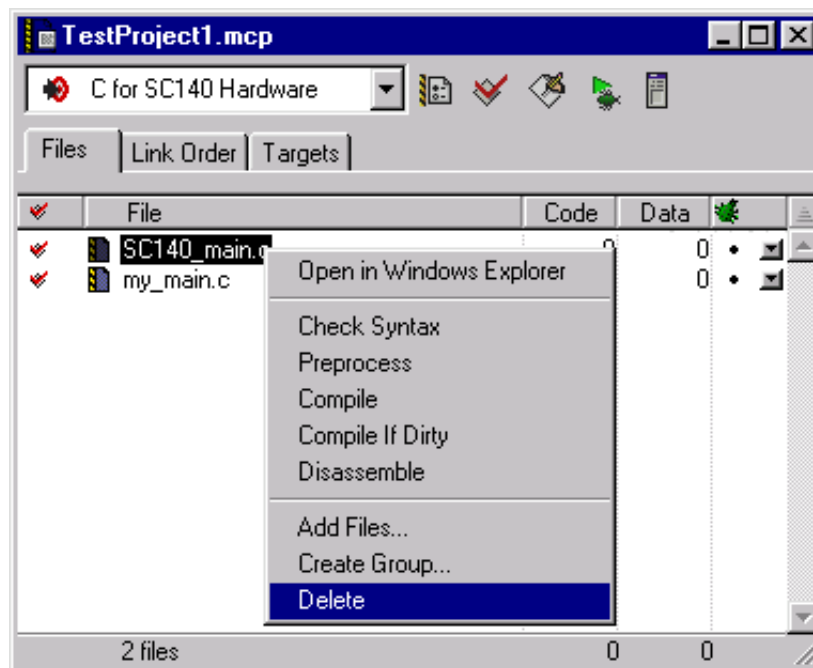 TestProject1.mcp
C for SC140 Hardware
Files Link Order Targets
File Code Data
SC140_main.c 0 0
my_main.c 0
Open in Windows Explorer
Check Syntax
Preprocess
Compile
Compile If Dirty
Disassemble
Add Files...
Create Group...
Delete
2 files 0 0